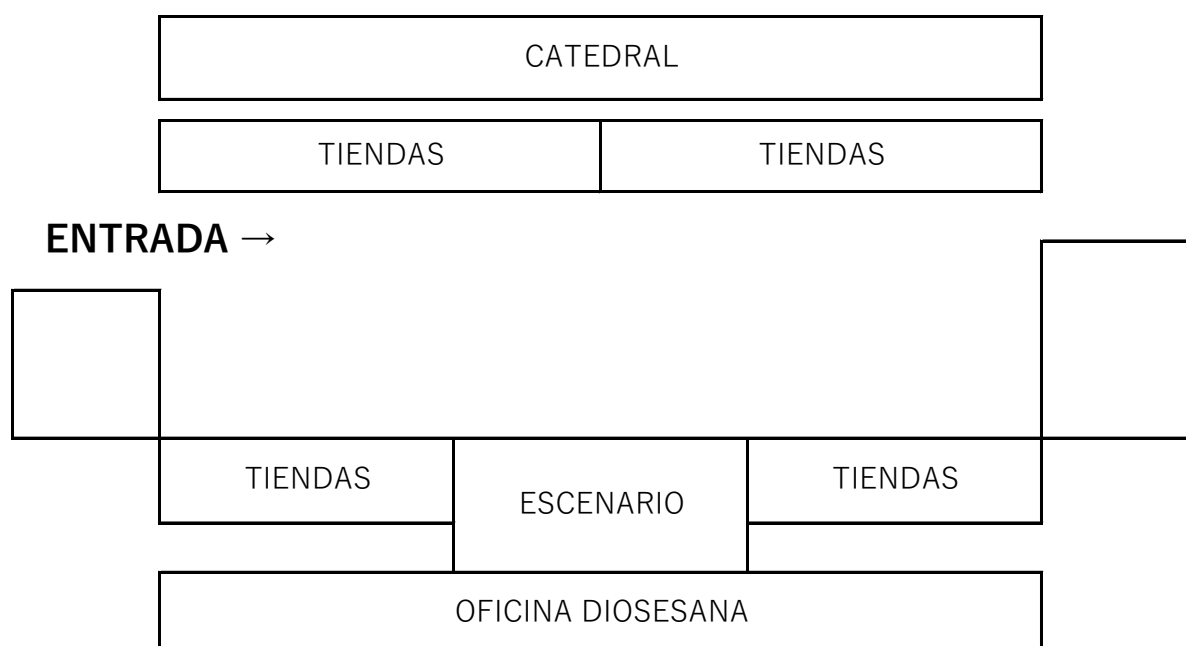 CATEDRAL
TIENDAS TIENDAS
ENTRADA →
TIENDAS ESCENARIO TIENDAS
OFICINA DIOSESANA